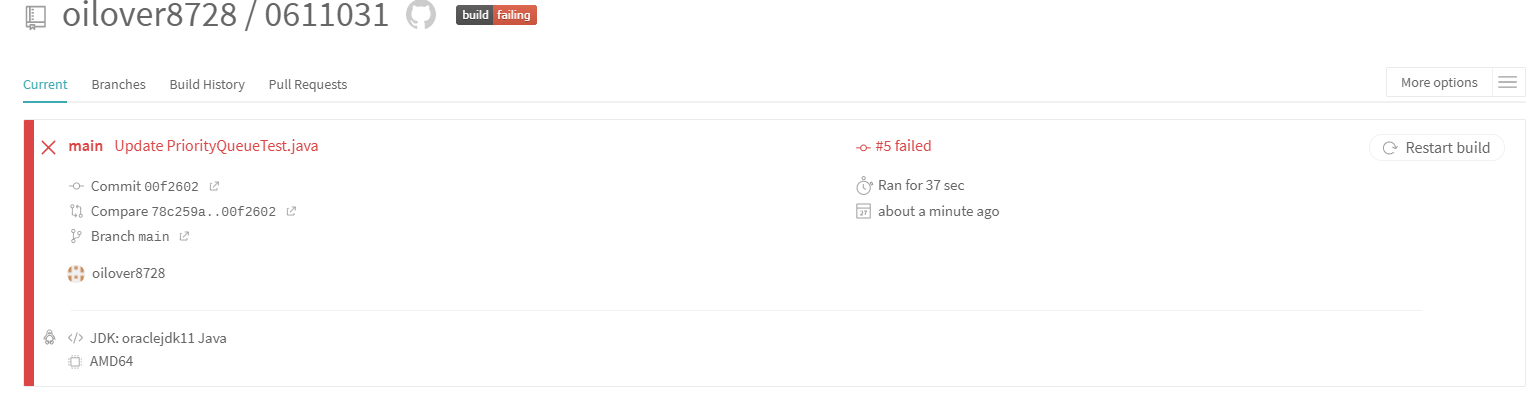 oilover8728 / 0611031 build failing
Current Branches Build History Pull Requests More options
main Update PriorityQueueTest.java #5 failed Restart build
Commit 00f2602 Ran for 37 sec
Compare 78c259a..00f2602 about a minute ago
Branch main
oilover8728
JDK: oraclejdk11 Java
AMD64